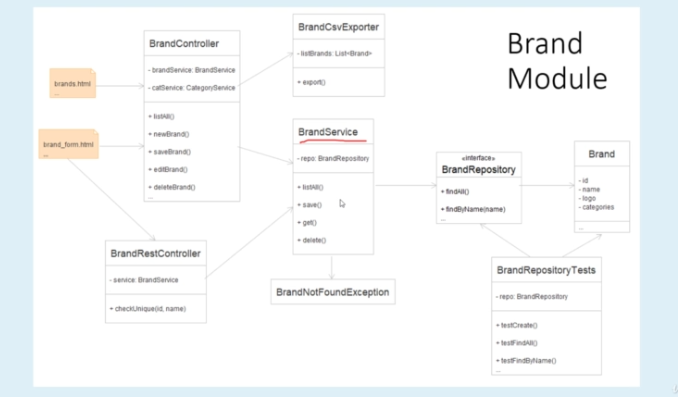 Brand
Module
BrandController
- brandService: BrandService
- catService: CategoryService
+ listAll()
+ newBrand()
+ saveBrand()
+ editBrand()
+ deleteBrand()
...
BrandCsvExporter
- listBrands: List<Brand>
+ export()
brands.html
...
brand_form.html
...
BrandService
- repo: BrandRepository
+ listAll()
+ save()
+ get()
+ delete()
«interface»
BrandRepository
+ findAll()
+ findByName(name)
...
Brand
- id
- name
- logo
- categories
...
BrandRestController
- service: BrandService
+ checkUnique(id, name)
BrandNotFoundException
BrandRepositoryTests
- repo: BrandRepository
+ testCreate()
+ testFindAll()
+ testFindByName()
...